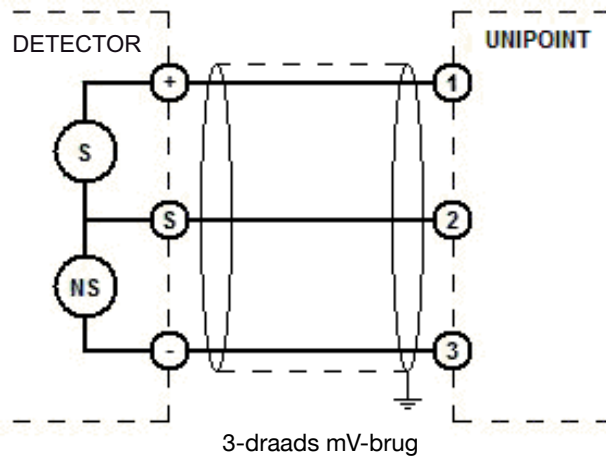 DETECTOR
UNIPOINT
+
1
S
S
2
NS
-
3
3-draads mV-brug